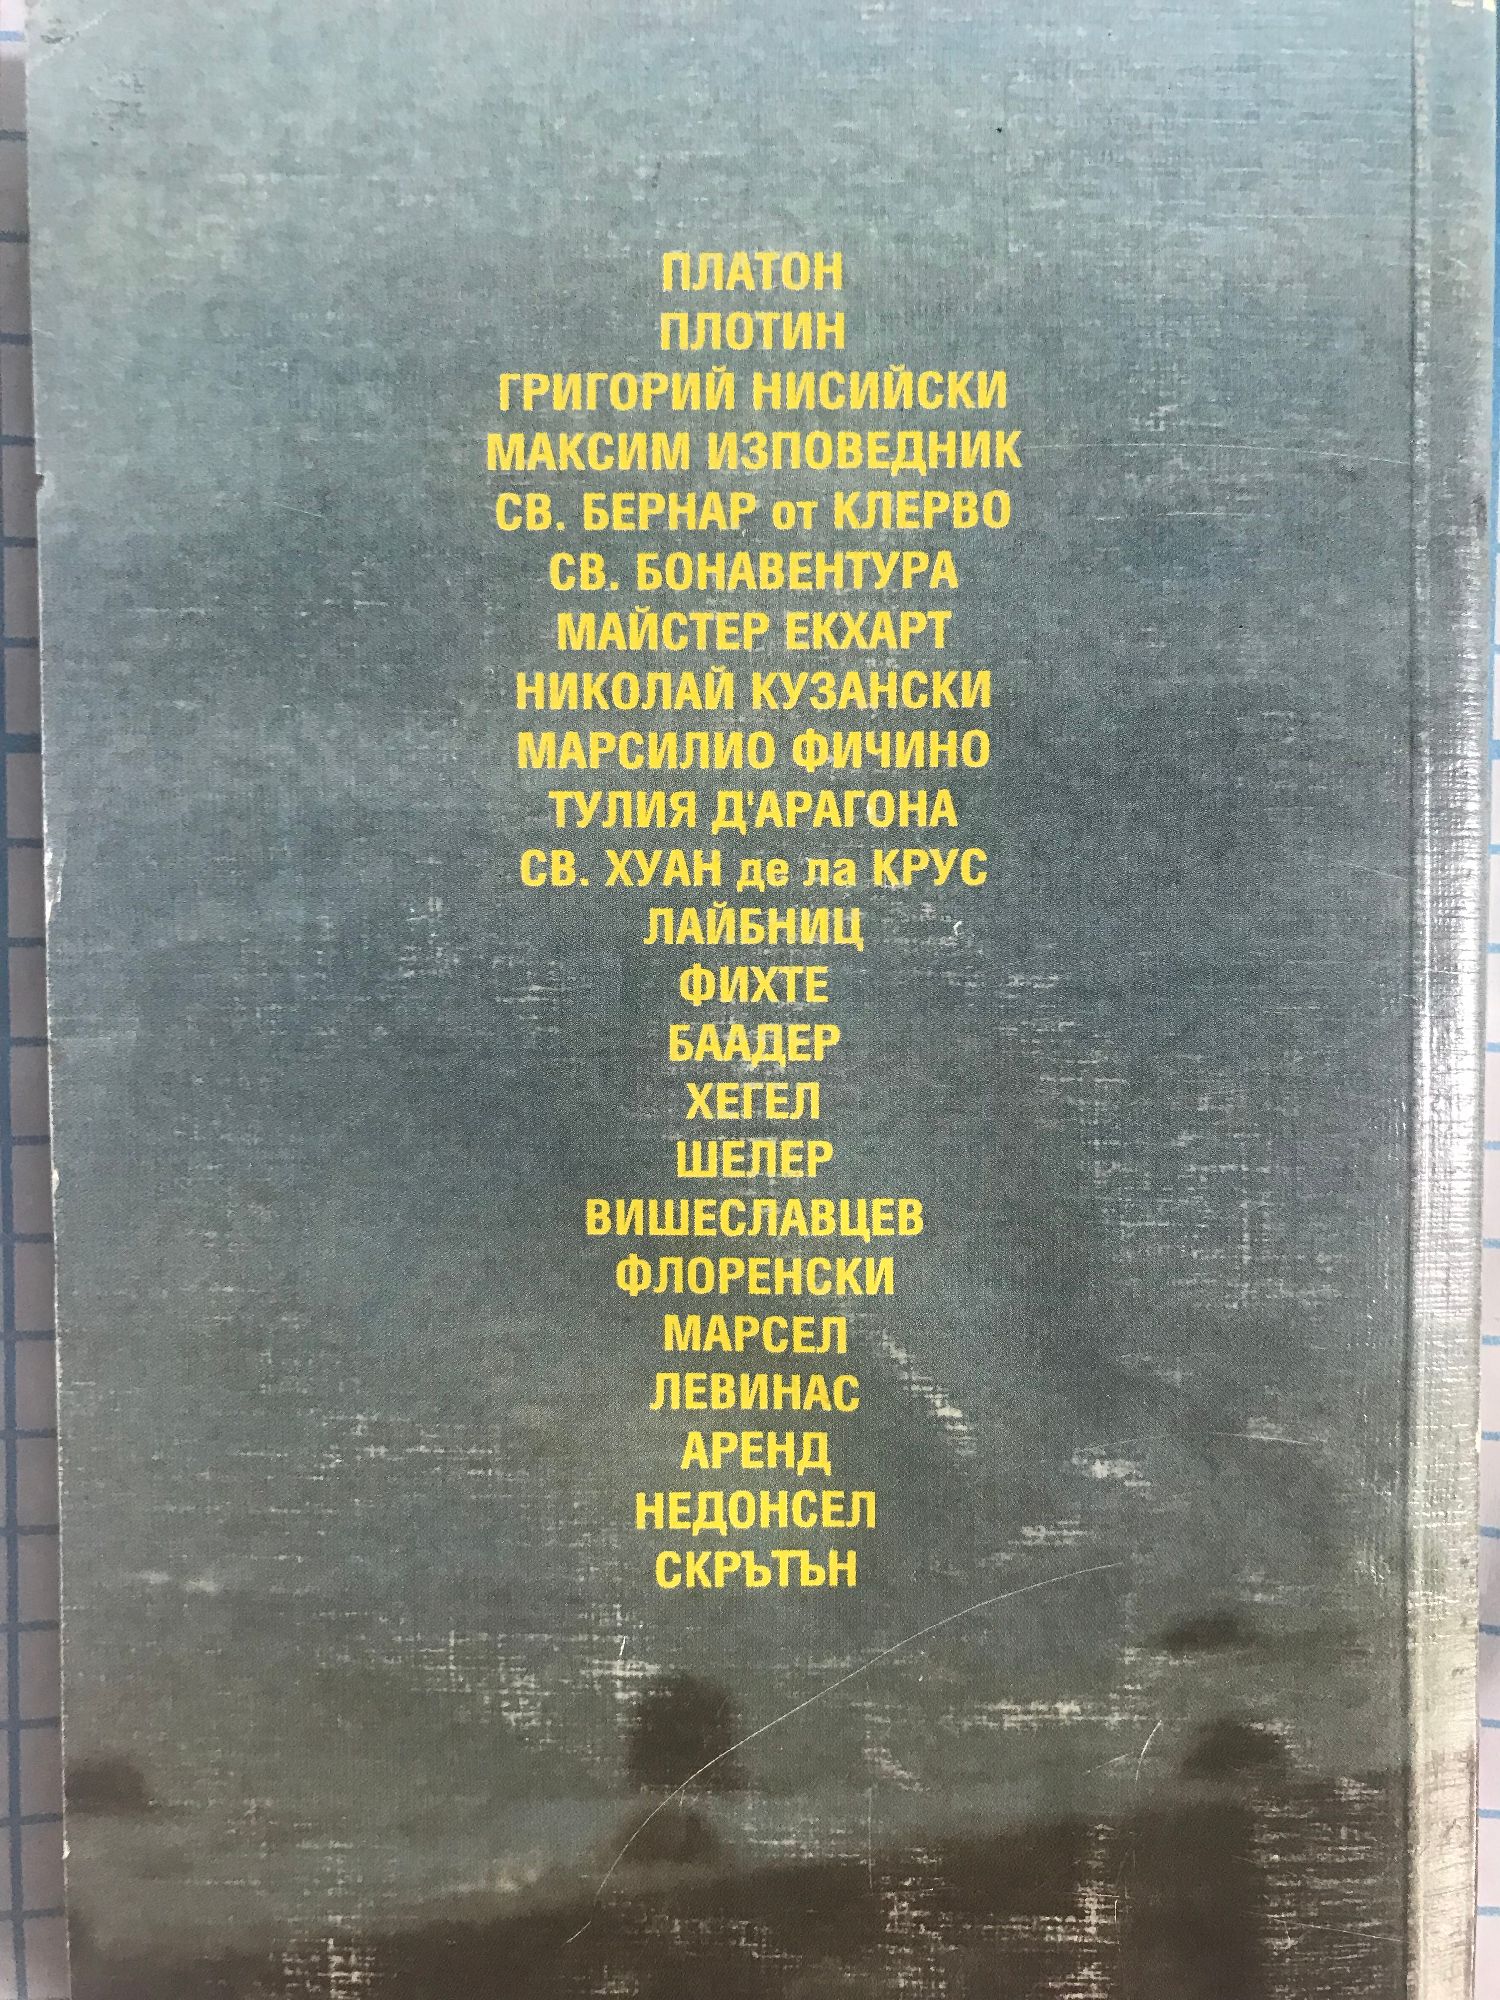 ПЛАТОН
ПЛОТИН
ГРИГОРИЙ НИСИЙСКИ
МАКСИМ ИЗПОВЕДНИК
СВ. БЕРНАР от КЛЕРВО
СВ. БОНАВЕНТУРА
МАЙСТЕР ЕКХАРТ
НИКОЛАЙ КУЗАНСКИ
МАРСИЛИО ФИЧИНО
ТУЛИЯ Д'АРАГОНА
СВ. ХУАН де ла КРУС
ЛАЙБНИЦ
ФИХТЕ
БААДЕР
ХЕГЕЛ
ШЕЛЕР
ВИШЕСЛАВЦЕВ
ФЛОРЕНСКИ
МАРСЕЛ
ЛЕВИНАС
АРЕНД
НЕДОНСЕЛ
СКРЪТЪН